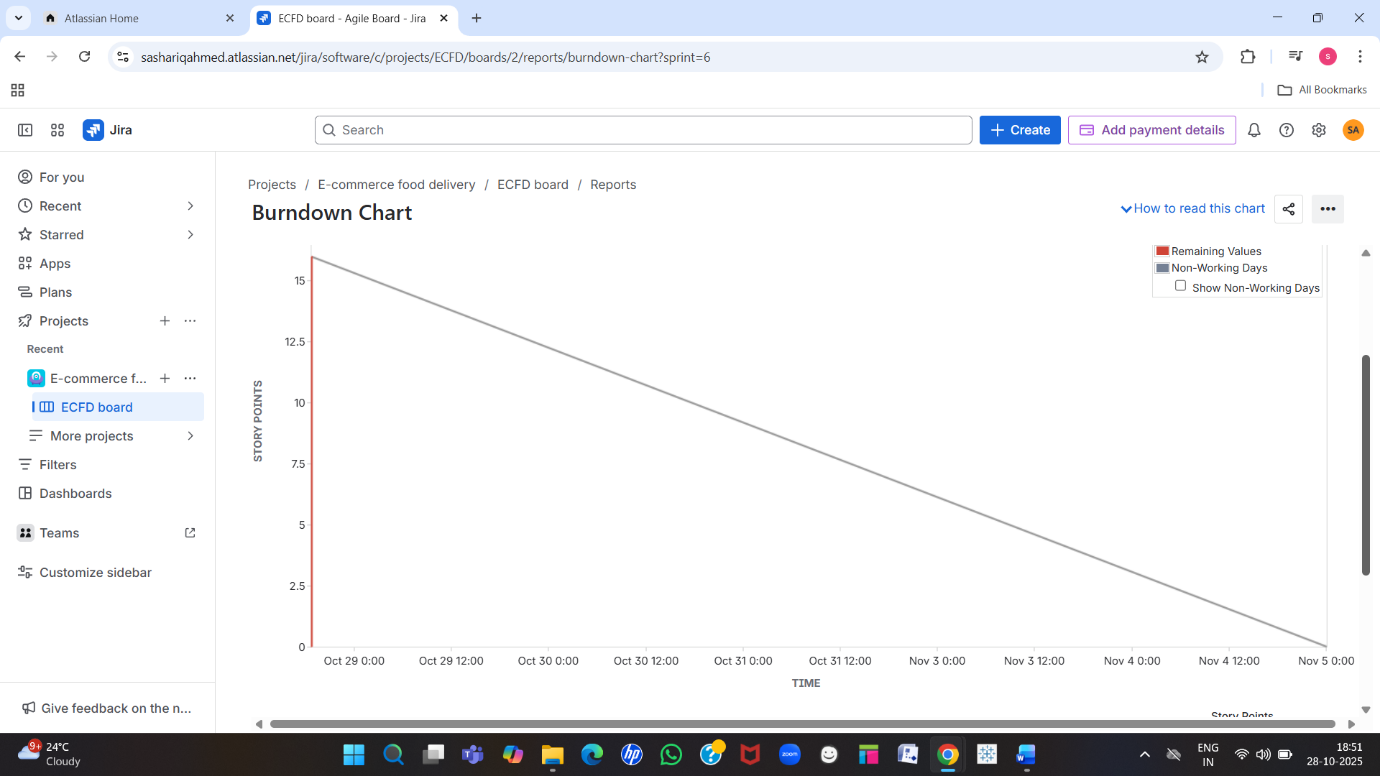 Atlassian Home
ECFD board - Agile Board - Jira
sashariqahmed.atlassian.net/jira/software/c/projects/ECFD/boards/2/reports/burndown-chart?sprint=6
S
All Bookmarks
Jira
Search
Create
Add payment details
SA
For you
Recent
Starred
Apps
Plans
Projects
Recent
E-commerce f...
ECFD board
More projects
Filters
Dashboards
Teams
Customize sidebar
Give feedback on the n...
Projects / E-commerce food delivery / ECFD board / Reports
Burndown Chart
How to read this chart
Remaining Values
Non-Working Days
Show Non-Working Days
STORY POINTS
15
12.5
10
7.5
5
2.5
0
Oct 29 0:00 Oct 29 12:00 Oct 30 0:00 Oct 30 12:00 Oct 31 0:00 Oct 31 12:00 Nov 3 0:00 Nov 3 12:00 Nov 4 0:00 Nov 4 12:00 Nov 5 0:00
TIME
Story Points
9+
24°C
Cloudy
hp
zoom
ENG
IN
18:51
28-10-2025